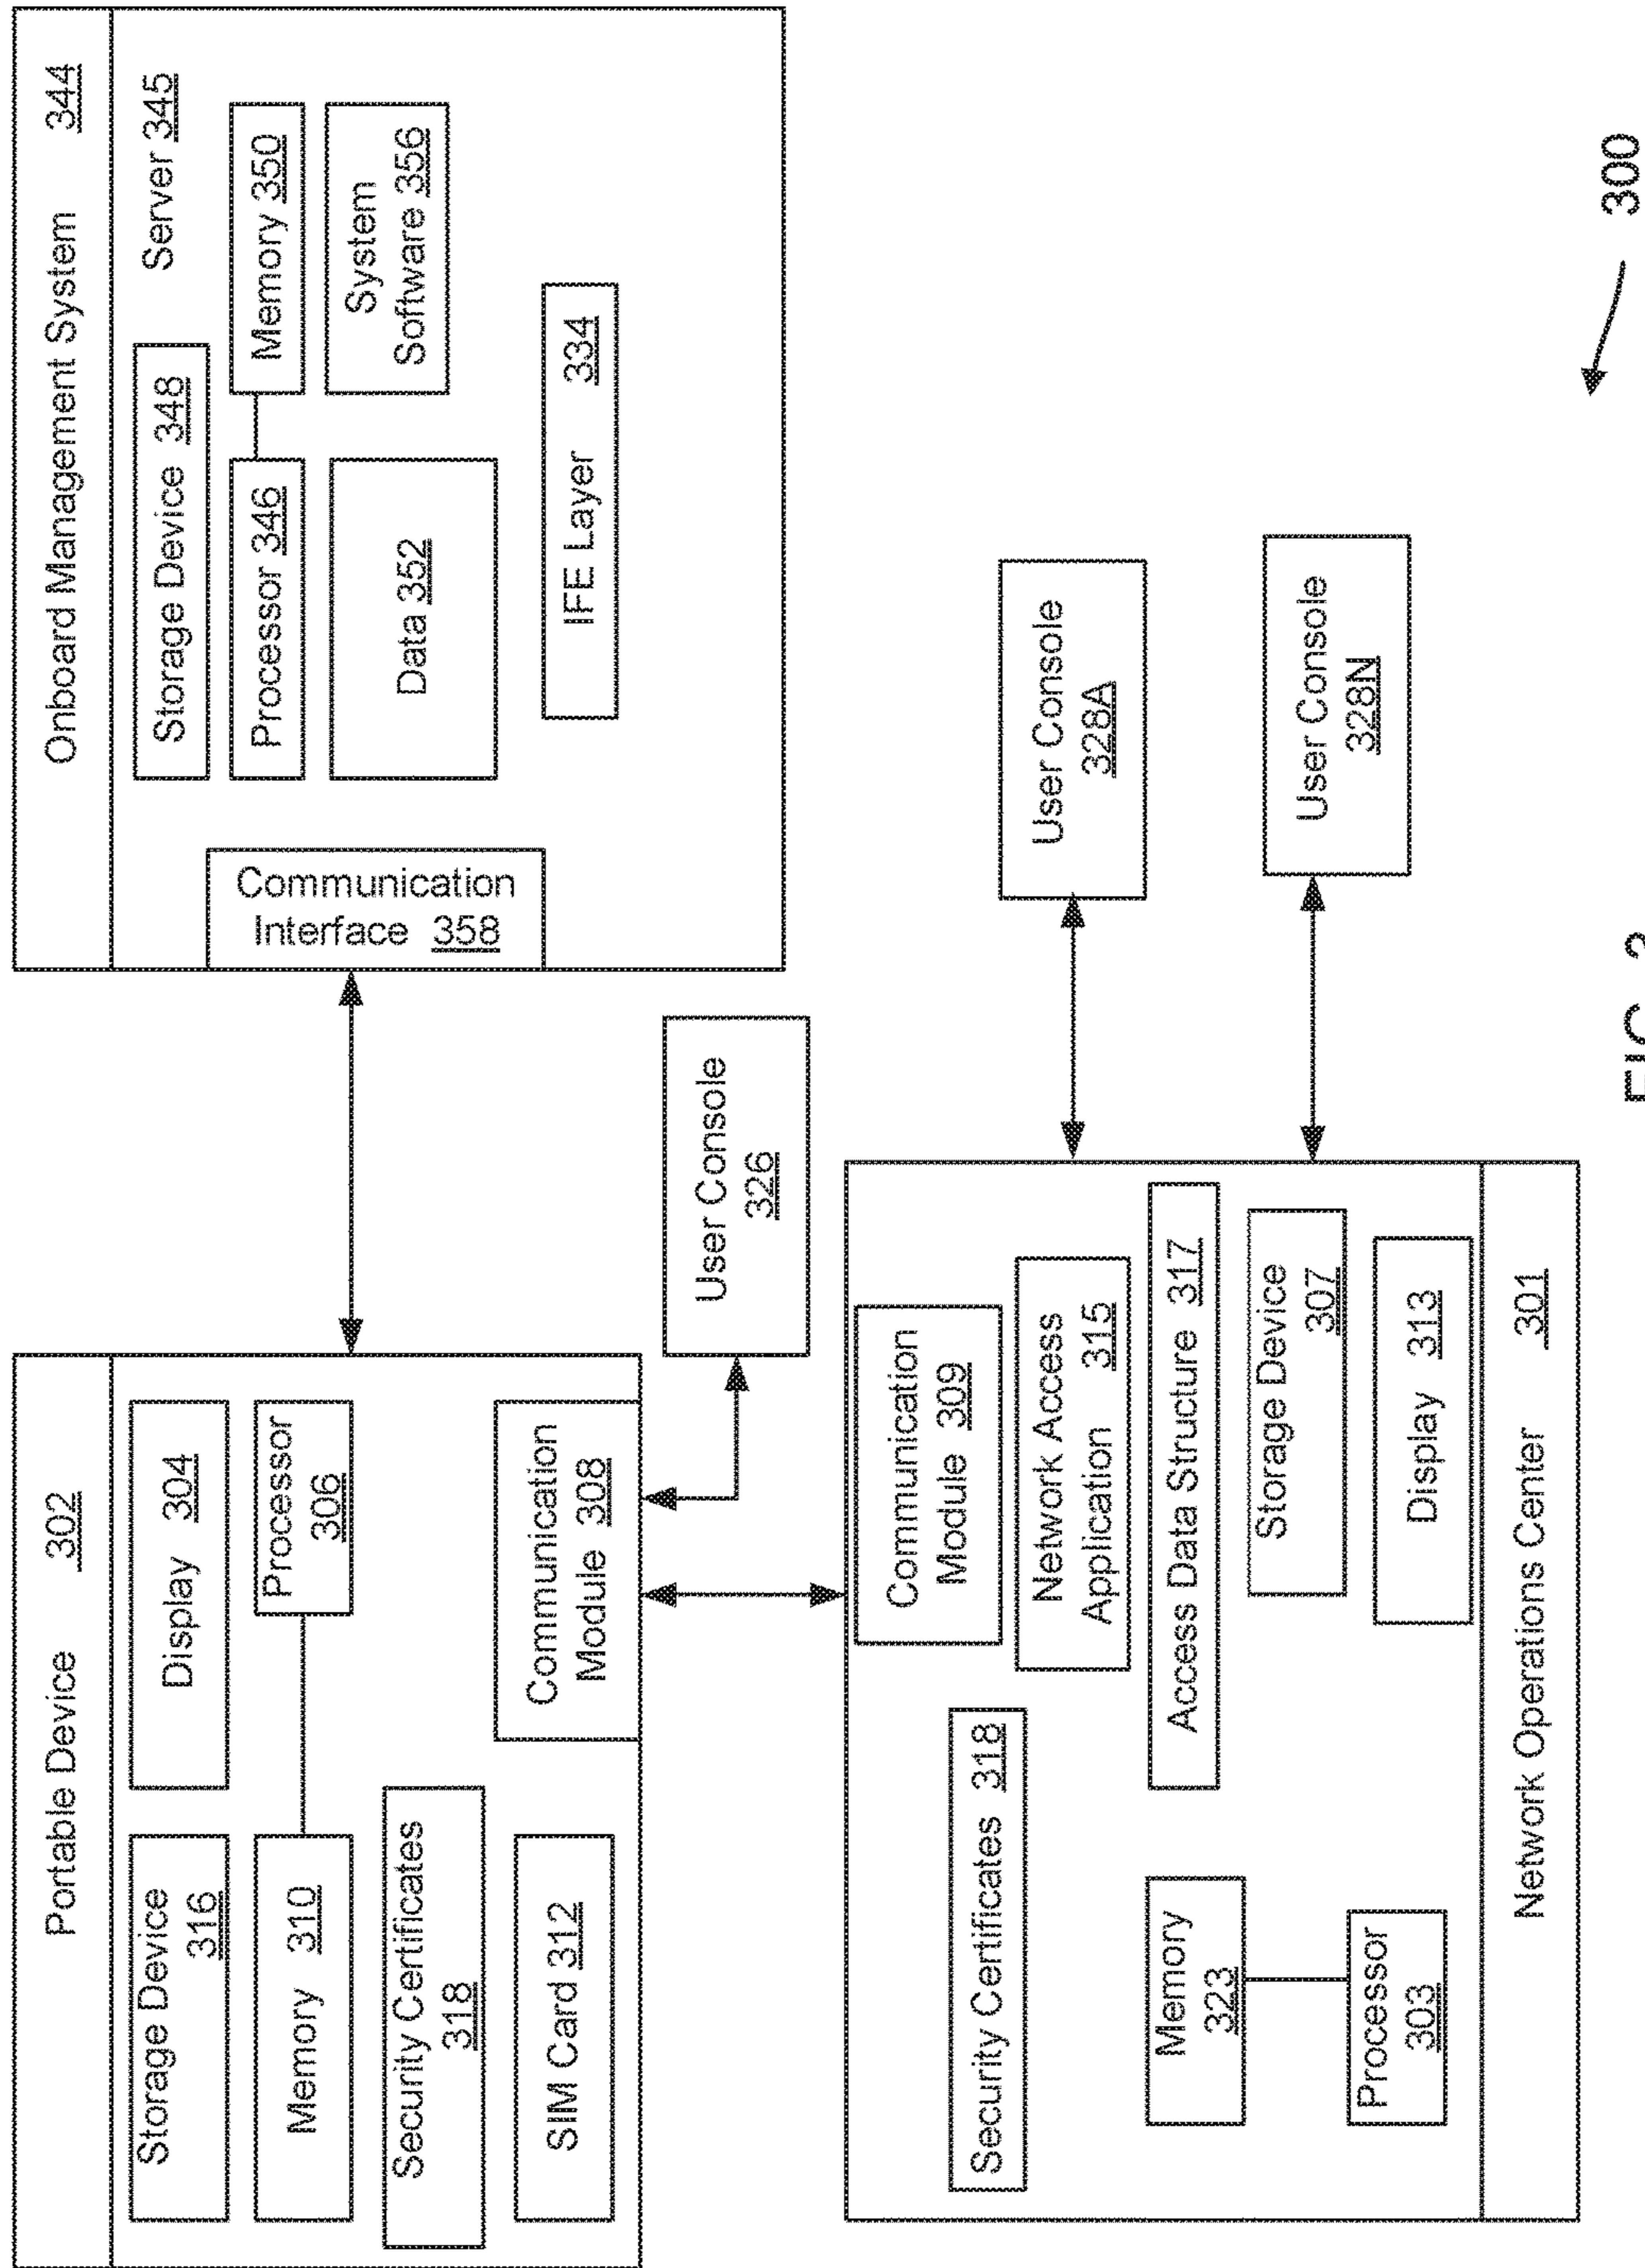 Portable Device 302
Storage Device
316
Display 304
Memory 310
Processor
306
Security Certificates
318
SIM Card 312
Communication
Module 308
User Console
326
Onboard Management System 344
Server 345
Storage Device 348
Processor 346
Memory 350
Data 352
System
Software 356
IFE Layer 334
Communication
Interface 358
Security Certificates 318
Communication
Module 309
Network Access
Application 315
Access Data Structure 317
Memory
323
Storage Device
307
Processor
303
Display 313
Network Operations Center 301
User Console
328A
User Console
328N
300